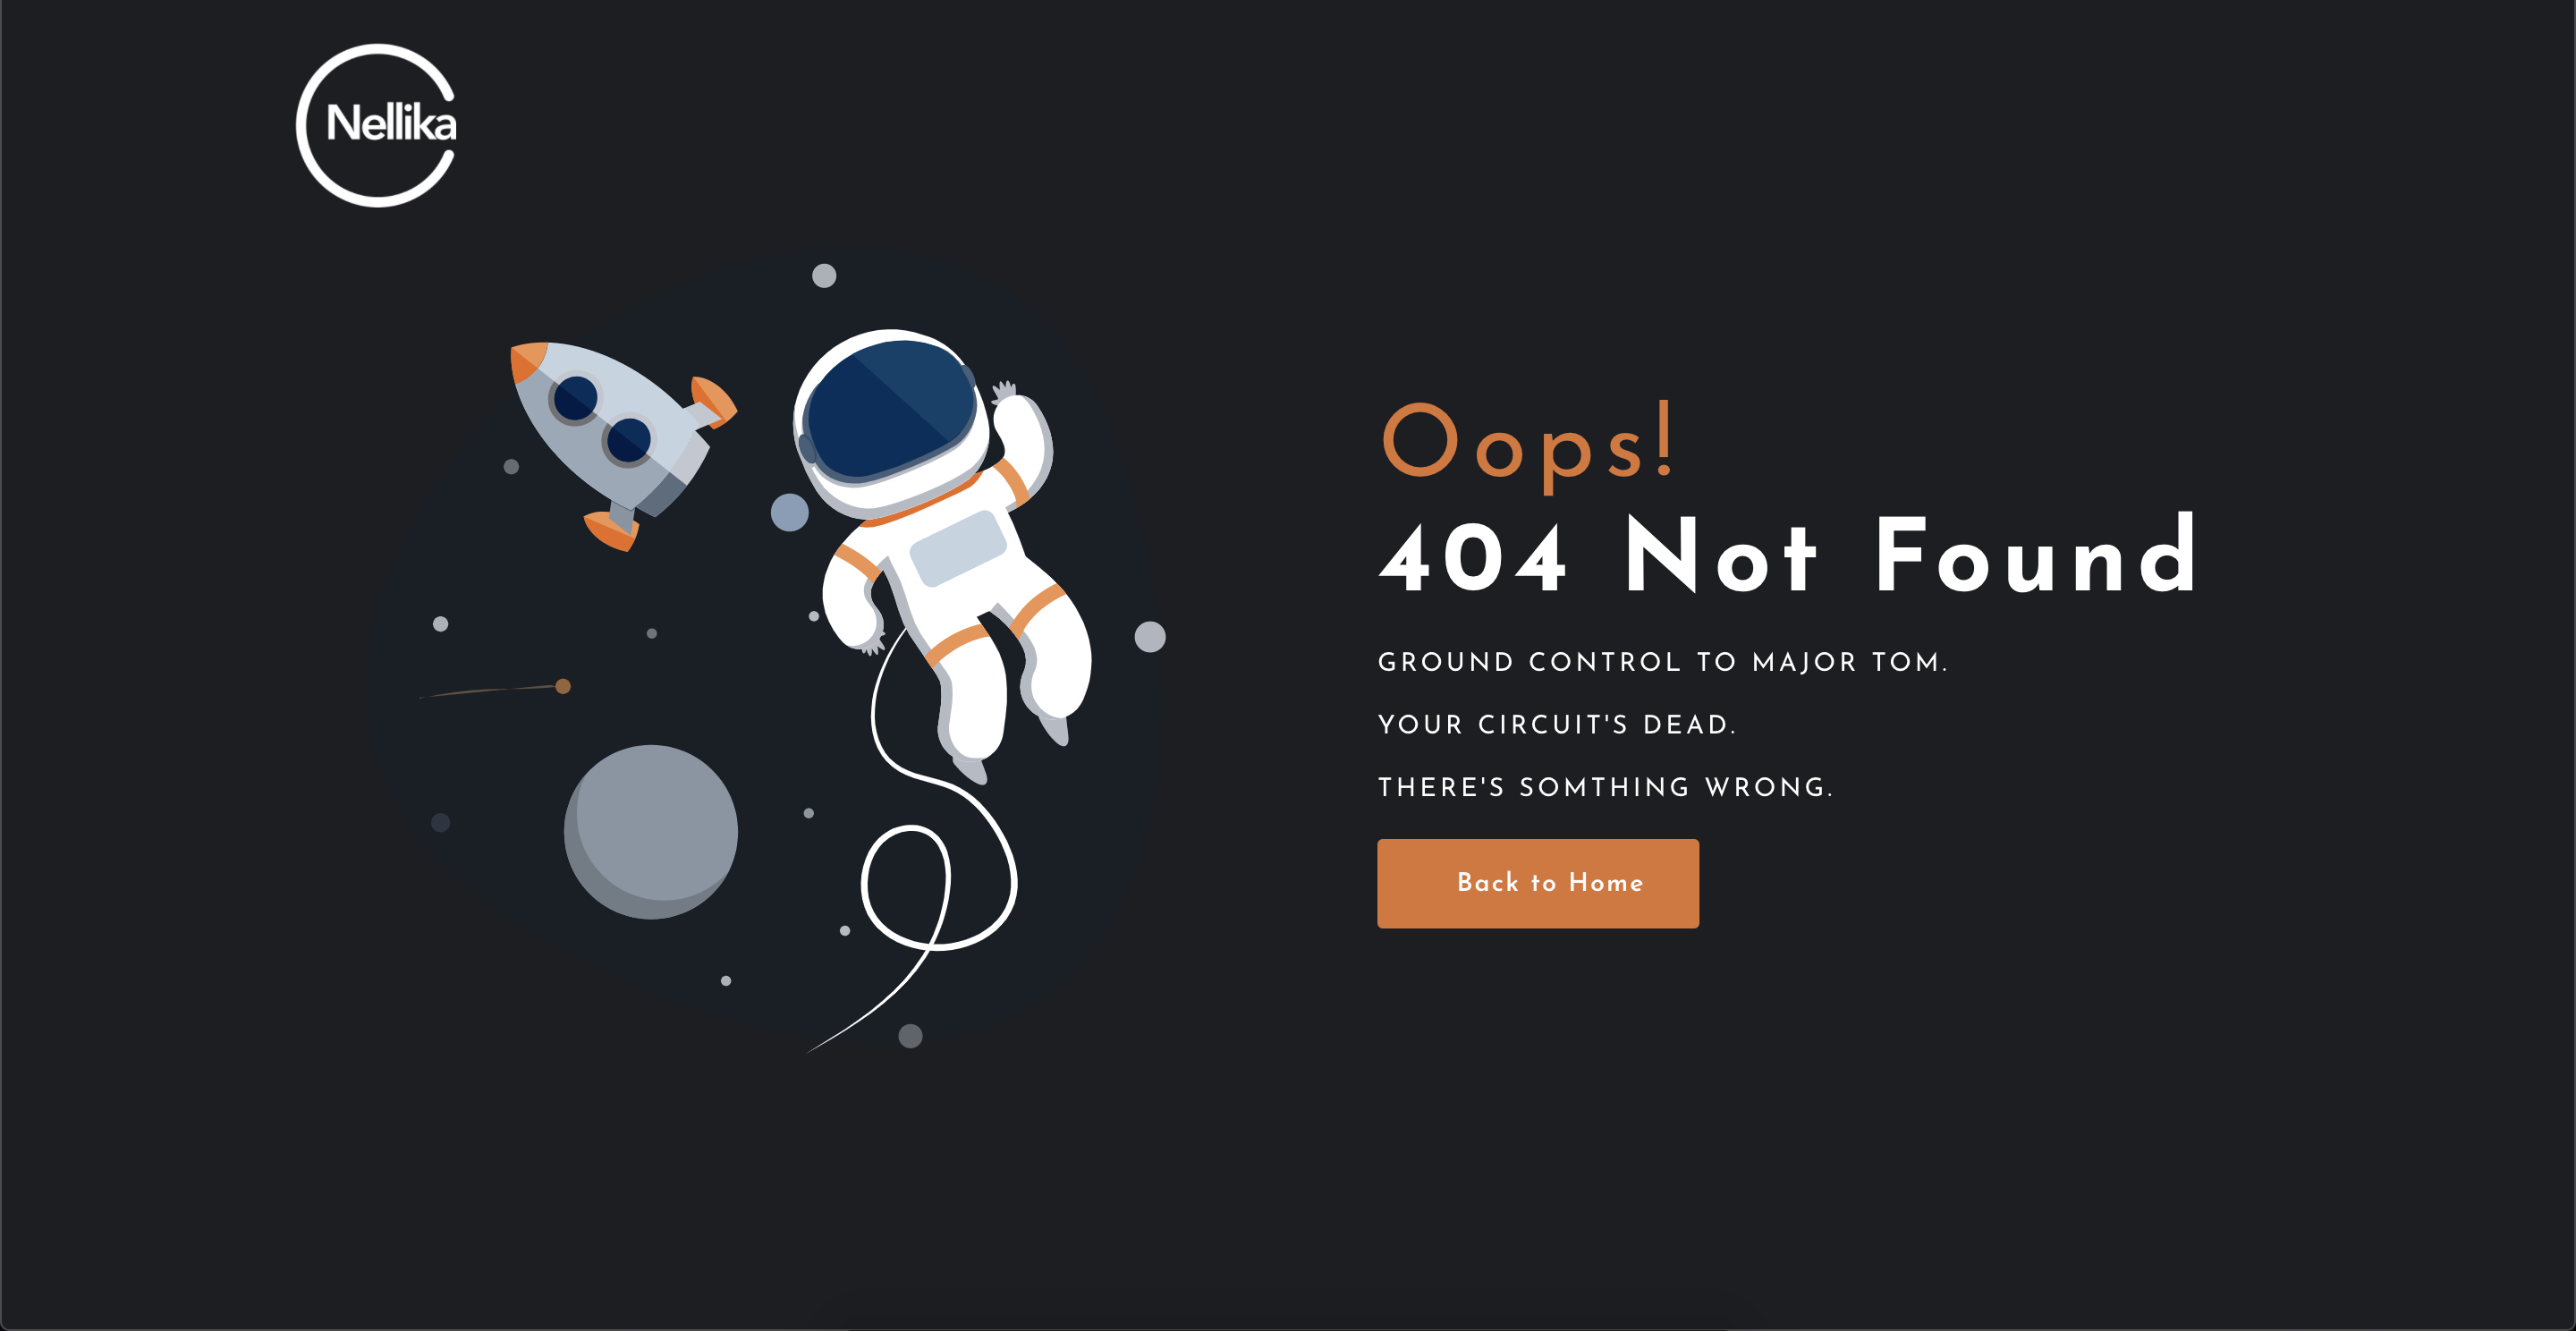 Nellika
Oops!
404 Not Found
GROUND CONTROL TO MAJOR TOM.
YOUR CIRCUIT'S DEAD.
THERE'S SOMTHING WRONG.
Back to Home